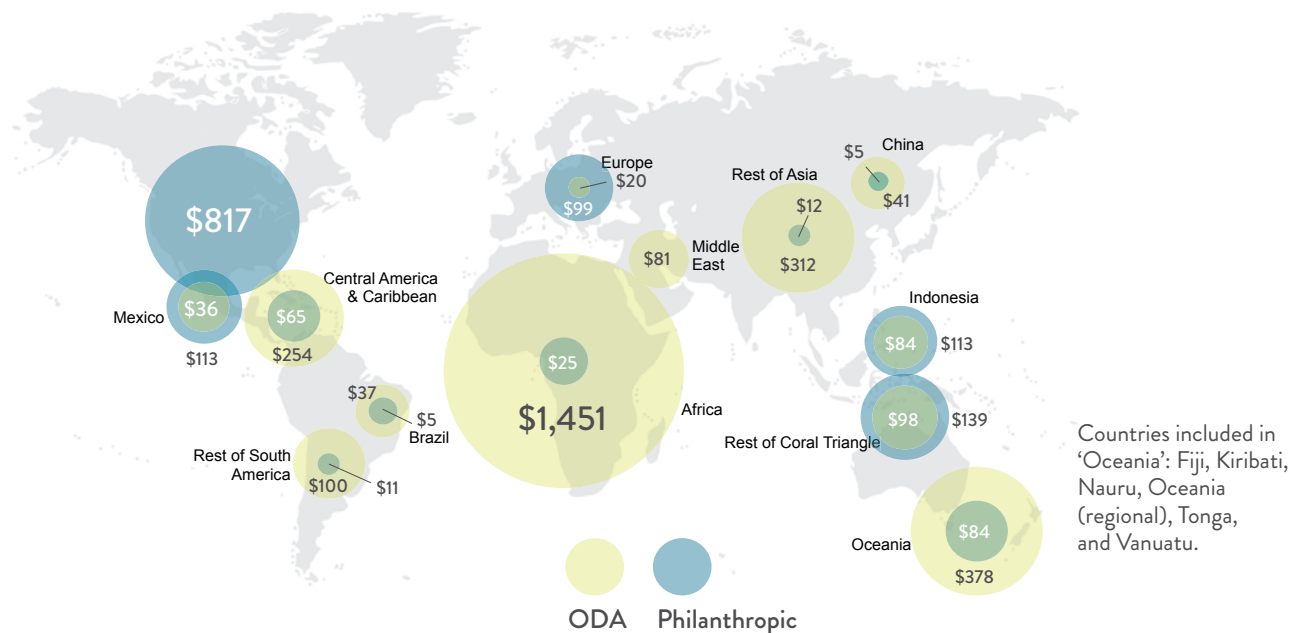 China
$5
$41
Europe
$20
$99
Rest of Asia
$12
$312
$817
Middle
East
$81
Central America
& Caribbean
$65
$254
Mexico
$36
$113
Indonesia
$84
$113
$25
$1,451
Africa
$37
$5
Brazil
Rest of Coral Triangle
$98
$139
Rest of South
America
$100
$11
Countries included in
‘Oceania’: Fiji, Kiribati,
Nauru, Oceania
(regional), Tonga,
and Vanuatu.
Oceania
$84
$378
ODA
Philanthropic